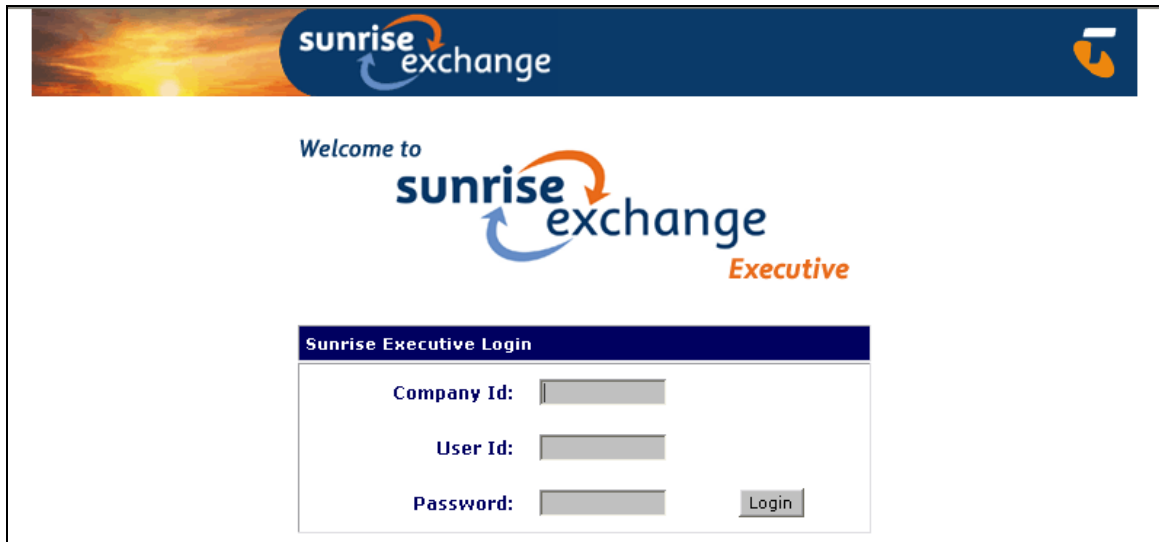 sunrise
exchange
Welcome to
sunrise
exchange
Executive
Sunrise Executive Login
Company Id:
User Id:
Password:
Login